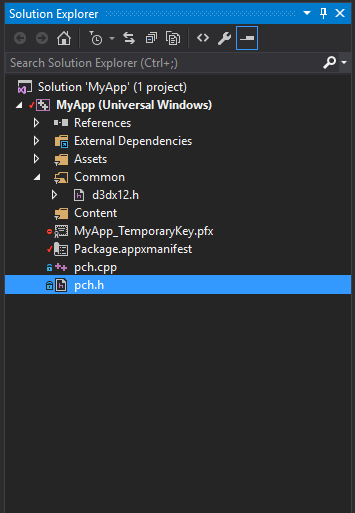 Solution Explorer
Search Solution Explorer (Ctrl+;)
Solution 'MyApp' (1 project)
MyApp (Universal Windows)
References
External Dependencies
Assets
Common
d3dx12.h
Content
MyApp_TemporaryKey.pfx
Package.appxmanifest
pch.cpp
pch.h